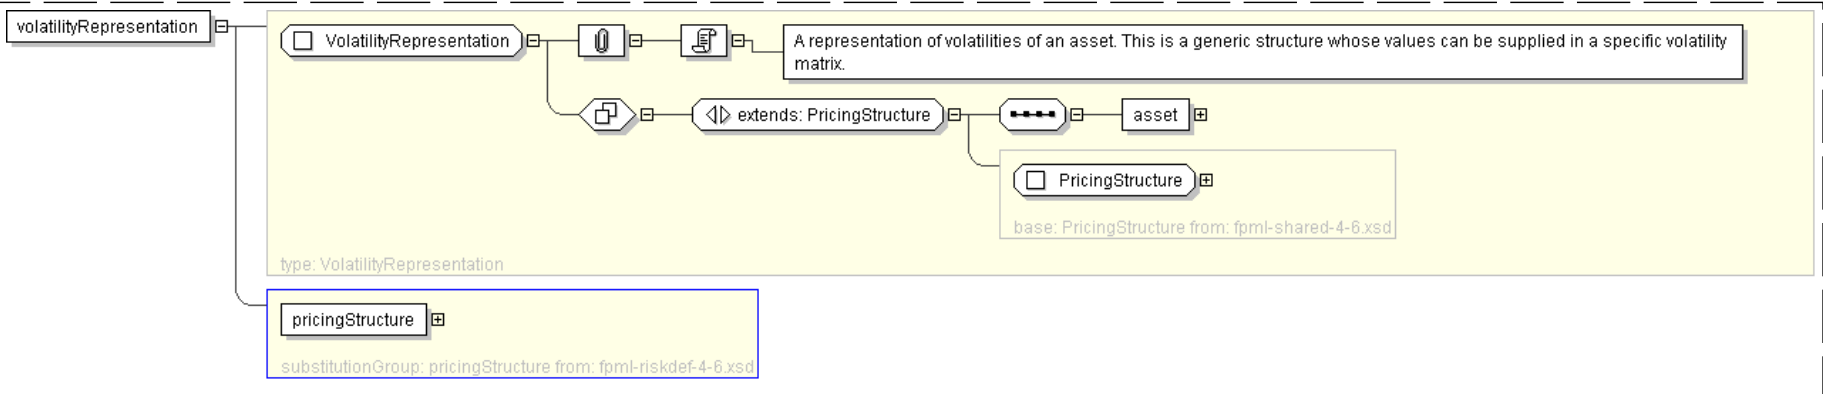 volatilityRepresentation
VolatilityRepresentation
A representation of volatilities of an asset. This is a generic structure whose values can be supplied in a specific volatility
matrix.
extends: PricingStructure
asset
PricingStructure
base: PricingStructure from: fpml-shared-4-6.xsd
type: VolatilityRepresentation
pricingStructure
substitutionGroup: pricingStructure from: fpml-riskdef-4-6.xsd